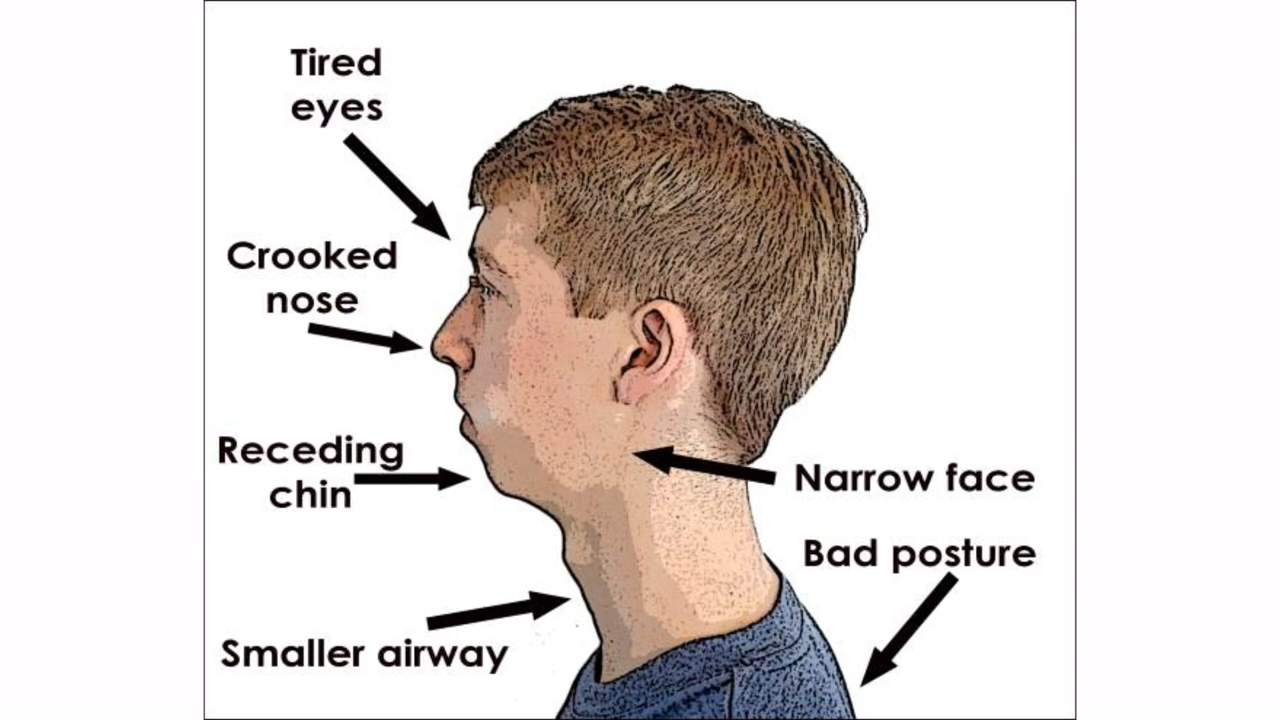 Tired
eyes
Crooked
nose
Receding
chin
Narrow face
Bad posture
Smaller airway